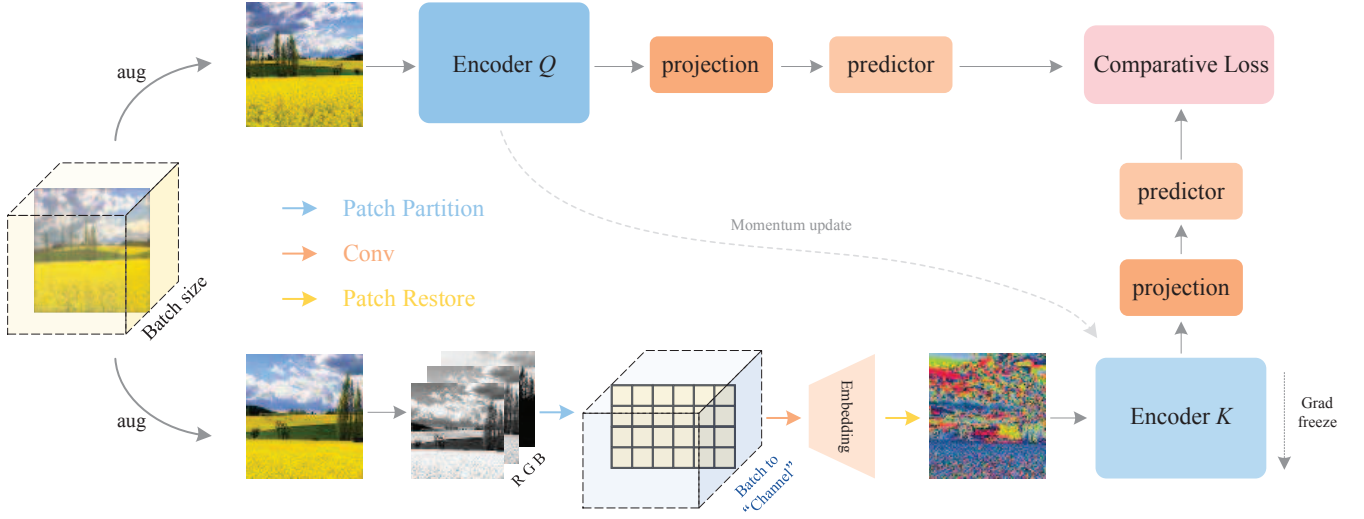 aug
Encoder Q
projection
predictor
Comparative Loss
Batch size
Patch Partition
Conv
Patch Restore
Momentum update
predictor
projection
aug
R G B
Batch to
“Channel”
Embedding
Encoder K
Grad
freeze